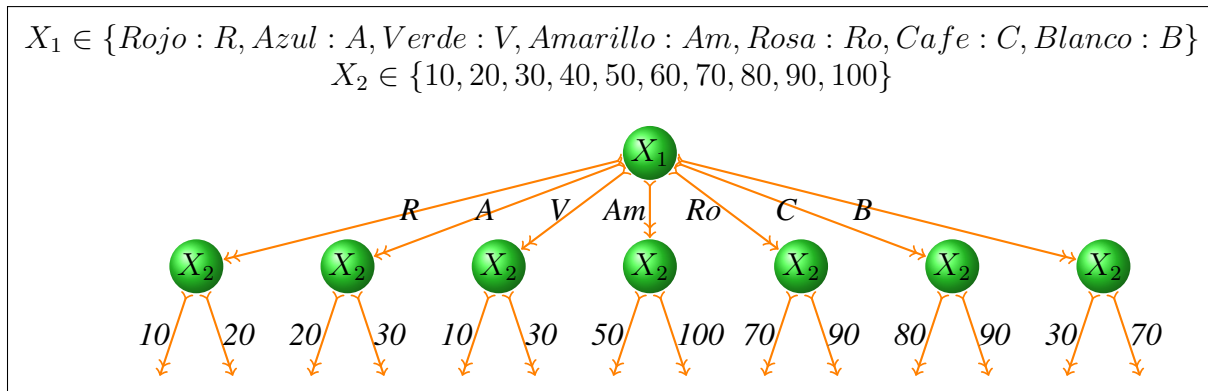 X₁ ∈ {Rojo : R, Azul : A, Verde : V, Amarillo : Am, Rosa : Ro, Cafe : C, Blanco : B}
X₂ ∈ {10, 20, 30, 40, 50, 60, 70, 80, 90, 100}
X₁
R A V Am Ro C B
X₂ X₂ X₂ X₂ X₂ X₂ X₂
10 20 20 30 10 30 50 100 70 90 80 90 30 70